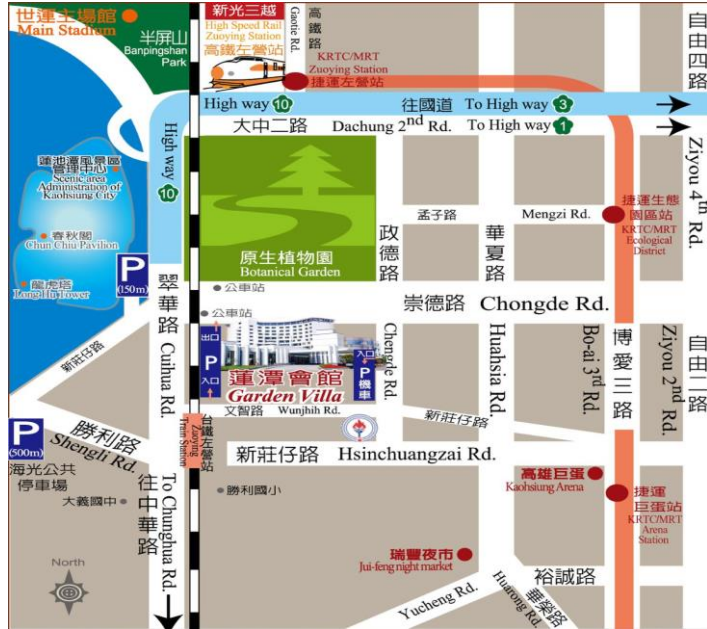 世運主場館
Main Stadium
半屏山
Banpingshan
Park
新光三越
High Speed Rail
Zuoying Station
高鐵左營站
Gaotie Rd.
高鐵路
KRTC/MRT
Zuoying Station
捷運左營站
自由四路
High way 10
往國道
To High way 3
大中二路
Dachung 2nd Rd.
To High way 1
High way
10
Ziyou 4th Rd.
蓮池潭風景區
管理中心
Scenic area
Administration of
Kaohsiung City
春秋閣
Chun Chiu Pavilion
龍虎塔
Long Hu Tower
P
(150m)
原生植物園
Botanical Garden
政德路
孟子路
Mengzi Rd.
華夏路
捷運生態
園區站
KRTC/MRT
Ecological
District
公車站
公車站
崇德路 Chongde Rd.
翠華路
Cuihua Rd.
出口
P
入口
入口
P
機車
蓮潭會館
Garden Villa
文智路 Wunjhih Rd.
Chengde Rd.
Huahsia Rd.
Bo-ai 3rd Rd.
博愛三路
Ziyou 2nd Rd.
自由二路
新莊仔路
新莊仔路
P
(500m)
海光公共
停車場
勝利路
Shengli Rd.
台鐵左營站
Zuoying
Train Station
新莊仔路 Hsinchuangzai Rd.
大義國中
勝利國小
往中華路
To Chunghua Rd.
高雄巨蛋
Kaohsiung Arena
捷運
巨蛋站
KRTC/MRT
Arena
Station
瑞豐夜市
Jui-feng night market
裕誠路
Yucheng Rd.
華榮路
Huarong Rd.
North